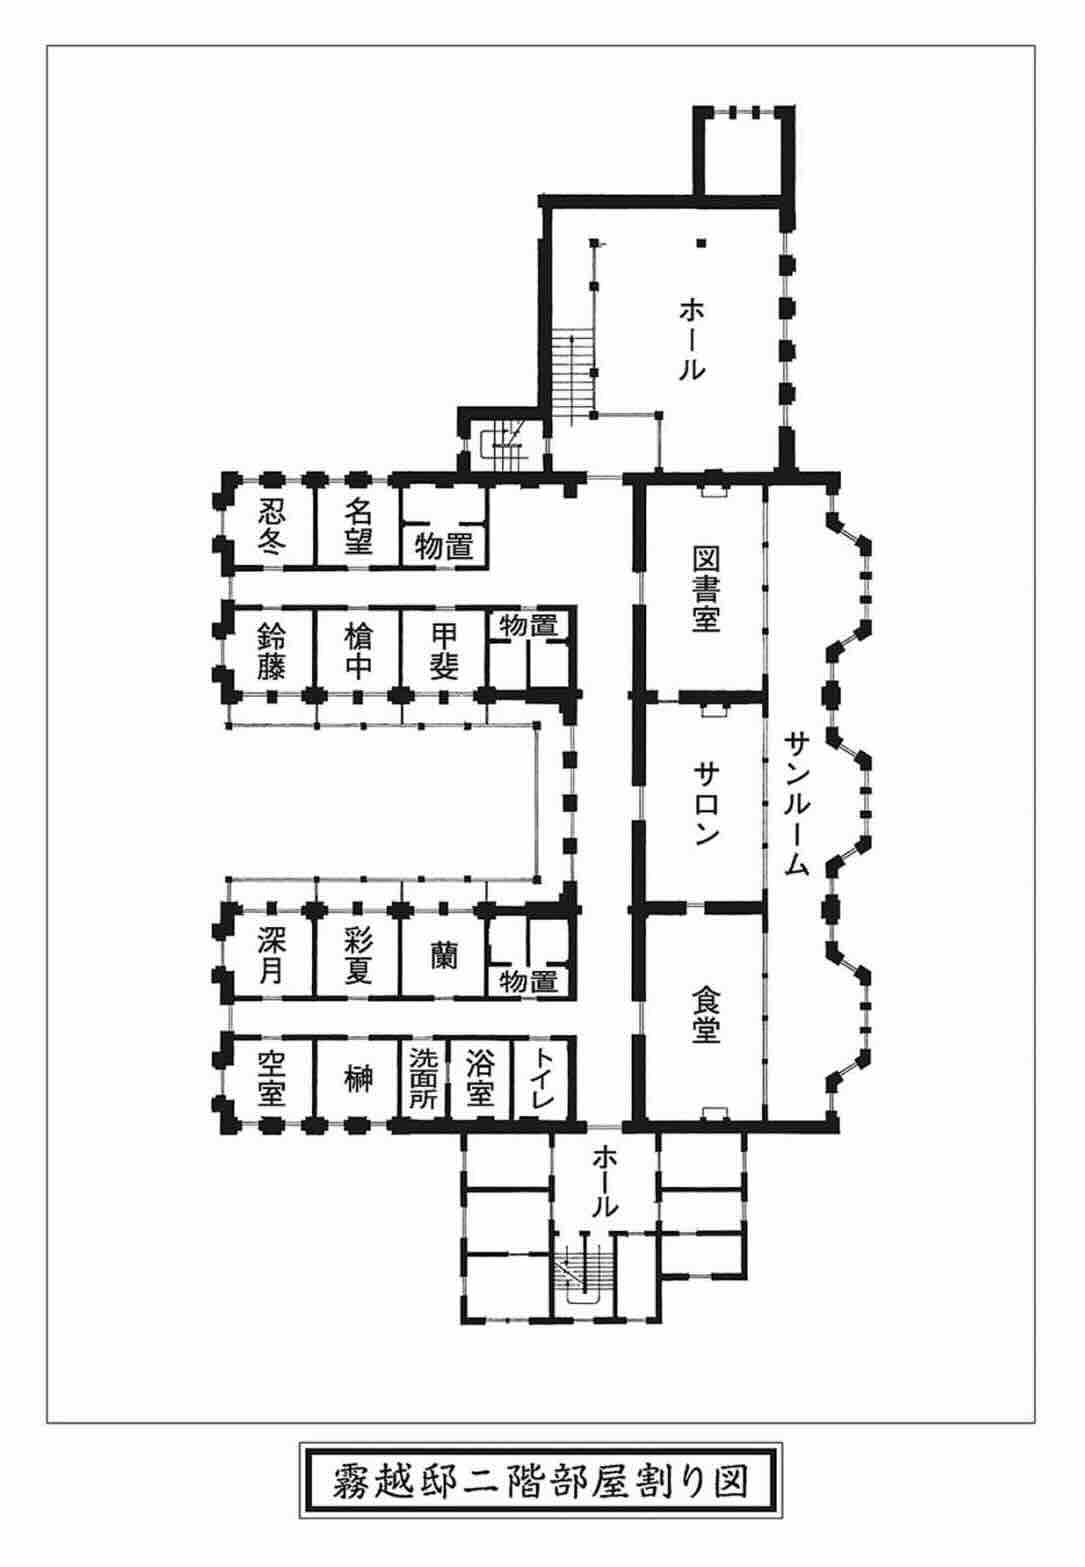 ホール
忍冬
名望
物置
図書室
鈴藤
槍中
甲斐
物置
サロン
サンルーム
深月
彩夏
蘭
物置
食堂
空室
榊
洗面所
浴室
トイレ
ホール
霧越邸二階部屋割り図